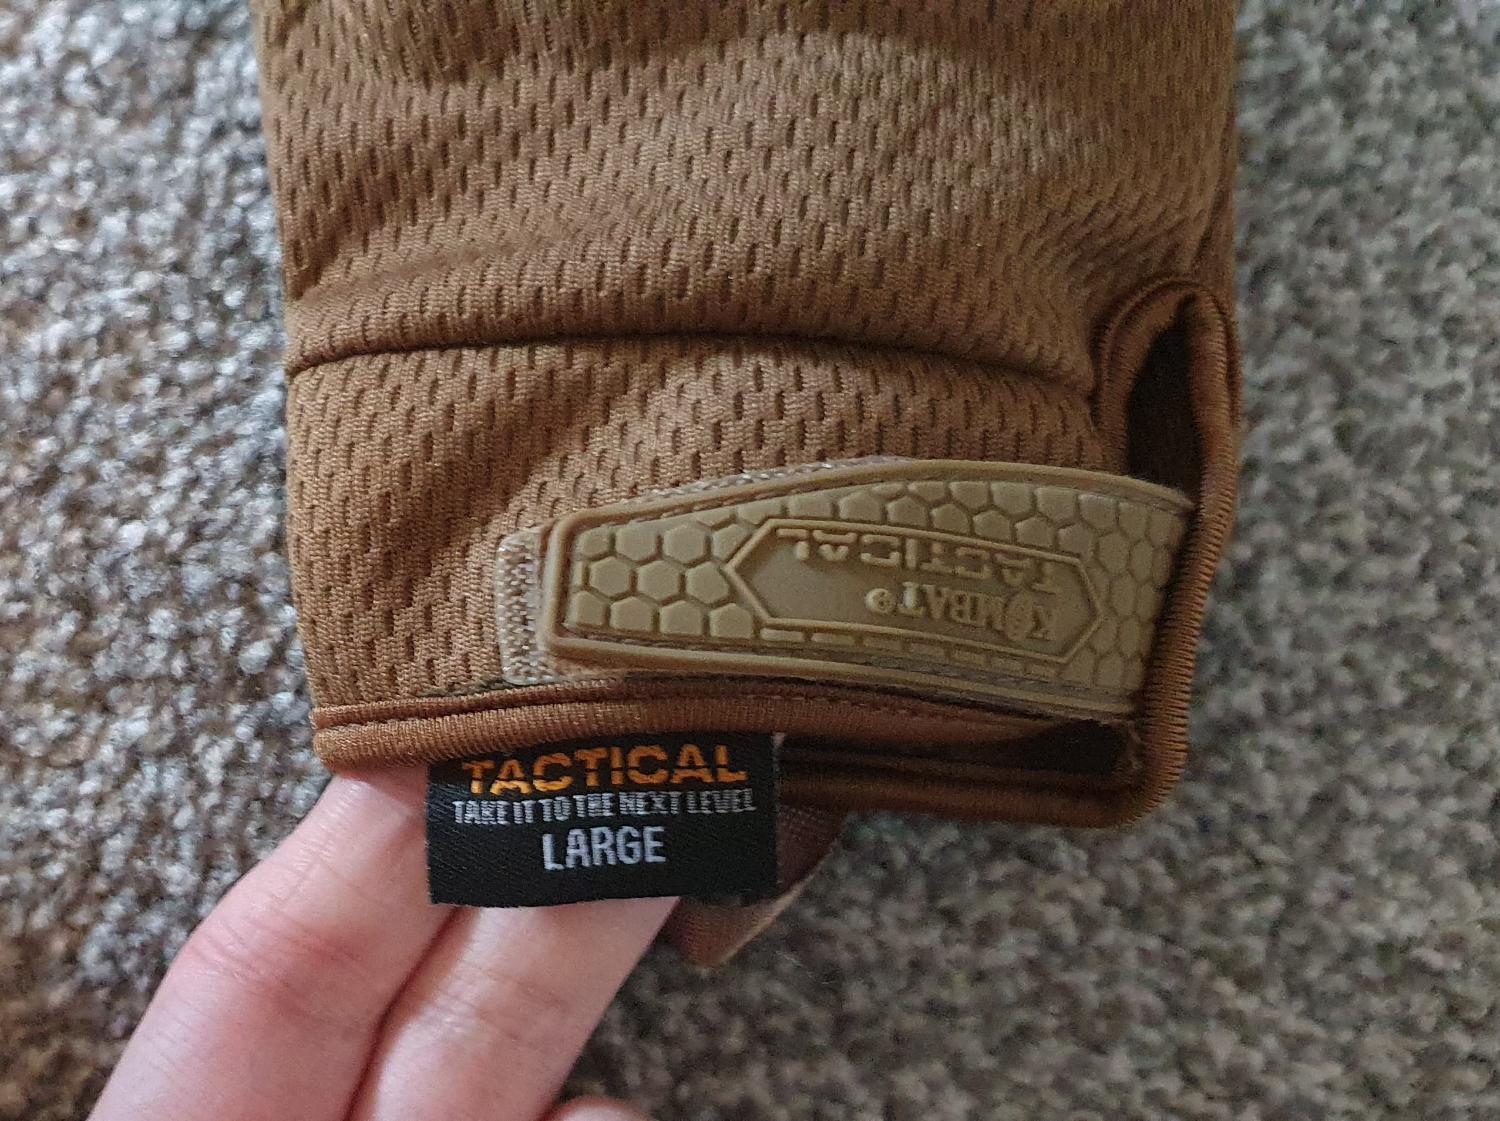 KOMBAT®
TACTICAL
TACTICAL
TAKE IT TO THE NEXT LEVEL
LARGE